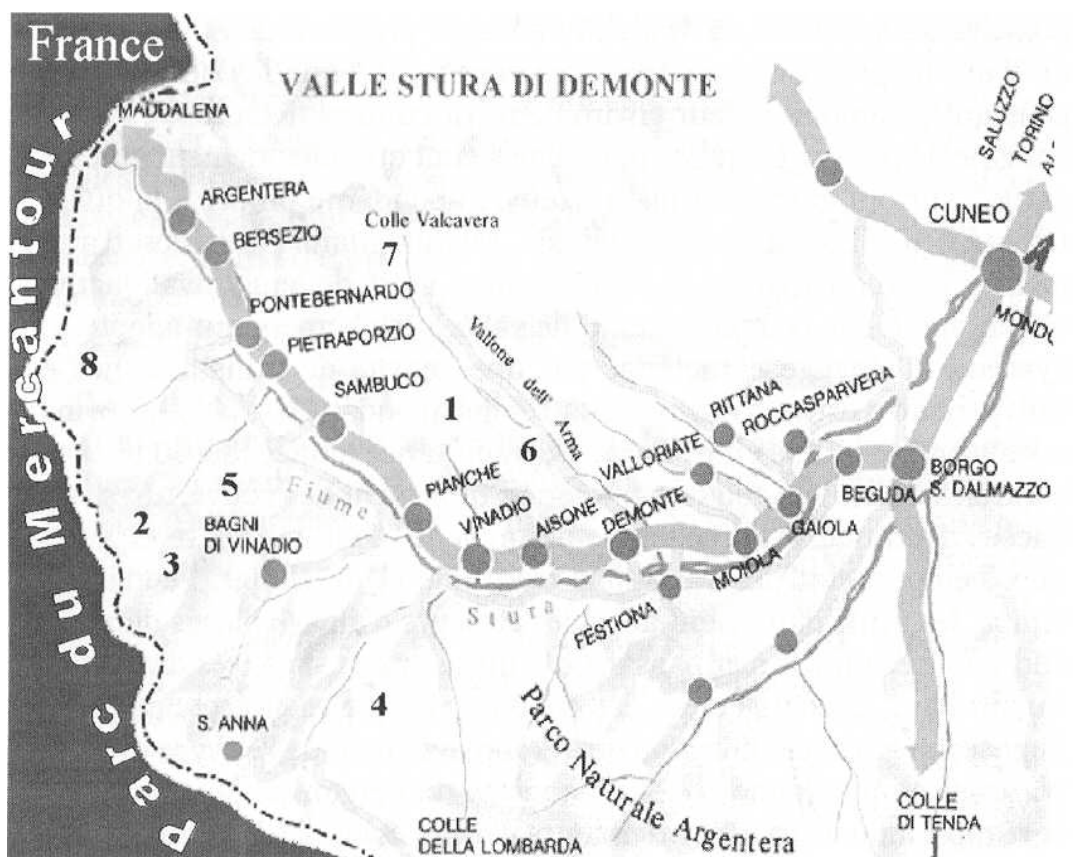 France
VALLE STURA DI DEMONTE
MADDALENA
SALUZZO
TORINO
ARGENTERA
Colle Valcavera
CUNEO
BERSEZIO
7
PONTEBERNARDO
MONDO
Vallone dell' Arma
PIETRAPORZIO
8
SAMBUCO
RITTANA
1
ROCCASPARVERA
6
VALLORIATE
PIANCHE
BORGO
S. DALMAZZO
BEGUDA
5
Fiume
VINADIO
AISONE
DEMONTE
GAIOLA
2
BAGNI
DI VINADIO
3
MOIOLA
Stura
FESTIONA
4
S. ANNA
Parco Naturale Argentera
COLLE
DI TENDA
COLLE
DELLA LOMBARDA
Parc du Mercantour